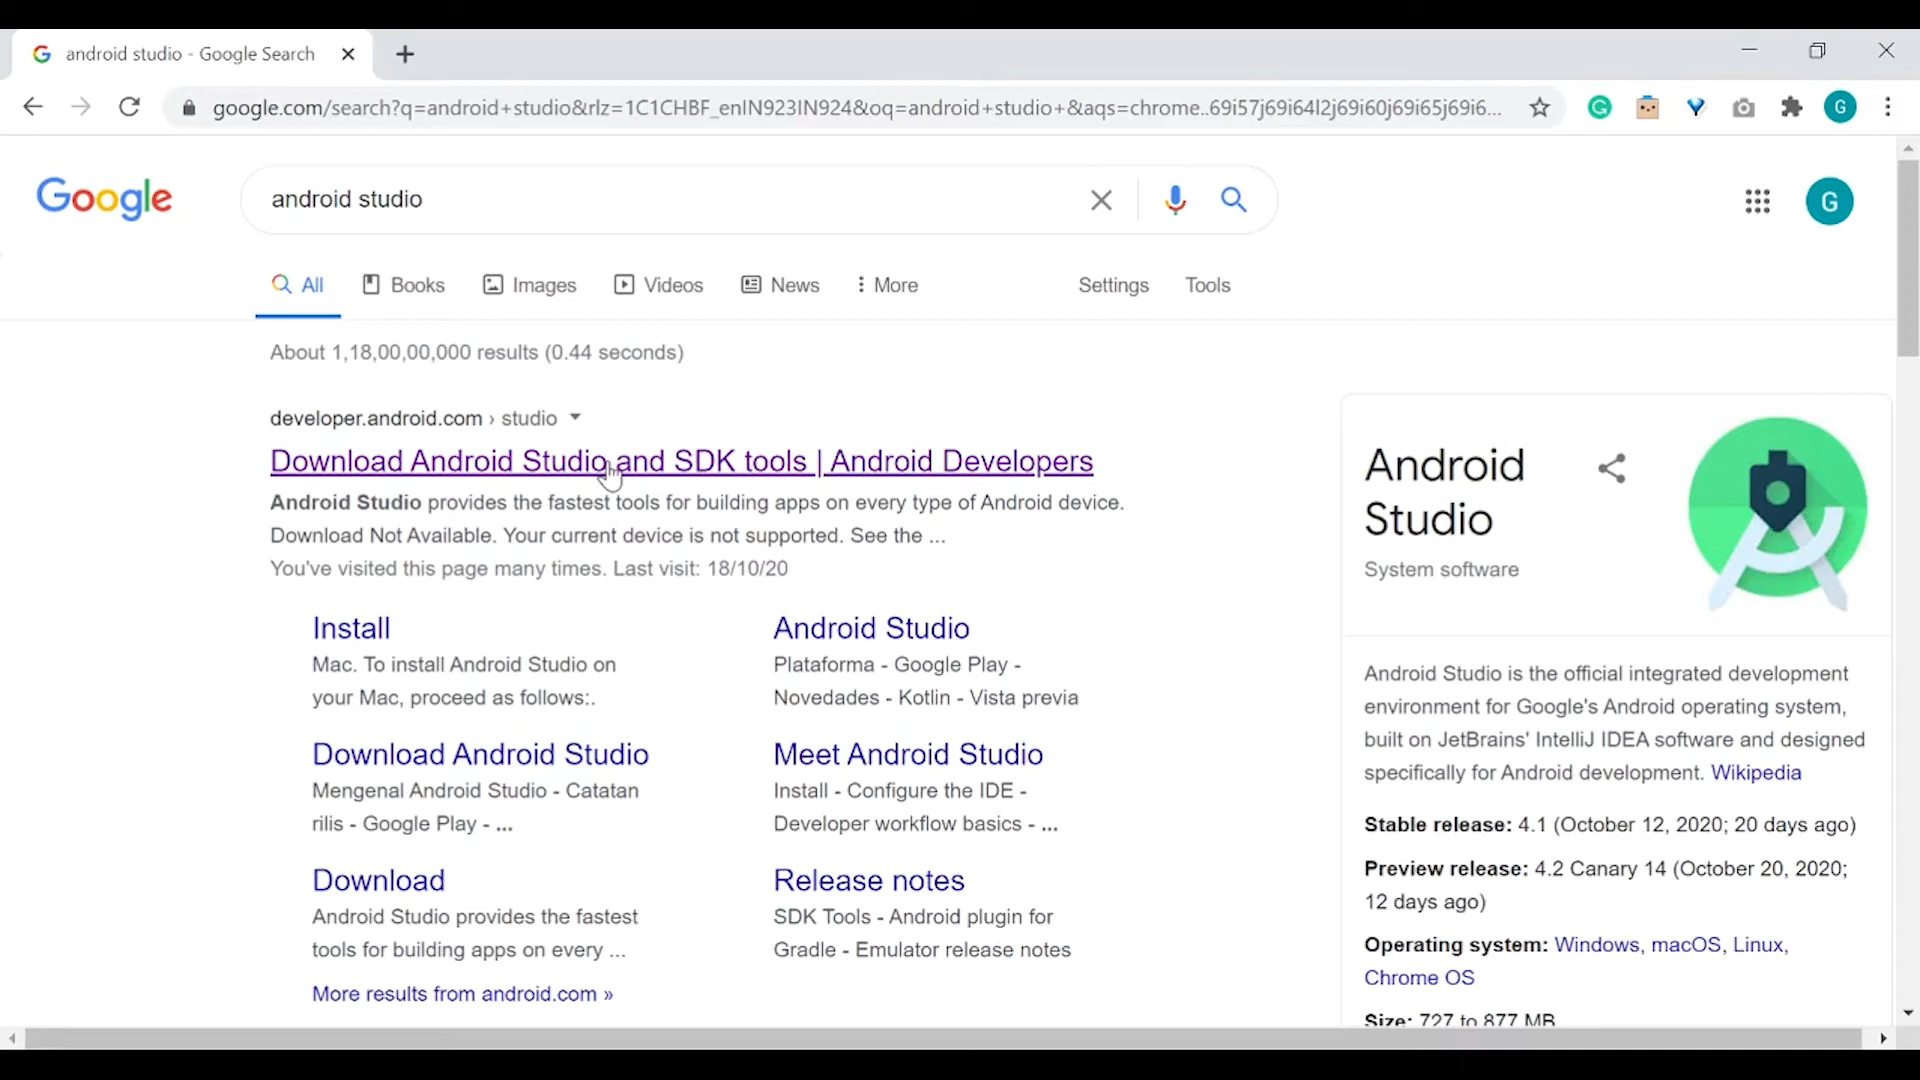 android studio - Google Search
google.com/search?q=android+studio&rlz=1C1CHBF_enIN923IN924&oq=android+studio+&aqs=chrome..69i57j69i64l2j69i60j69i65j69i6...
G
Google
android studio
G
All
Books
Images
Videos
News
More
Settings
Tools
About 1,18,00,00,000 results (0.44 seconds)
developer.android.com › studio
Download Android Studio and SDK tools | Android Developers
Android Studio provides the fastest tools for building apps on every type of Android device.
Download Not Available. Your current device is not supported. See the ...
You've visited this page many times. Last visit: 18/10/20
Install
Mac. To install Android Studio on
your Mac, proceed as follows:.
Android Studio
Plataforma - Google Play -
Novedades - Kotlin - Vista previa
Download Android Studio
Mengenal Android Studio - Catatan
rilis - Google Play - ...
Meet Android Studio
Install - Configure the IDE -
Developer workflow basics - ...
Download
Android Studio provides the fastest
tools for building apps on every ...
Release notes
SDK Tools - Android plugin for
Gradle - Emulator release notes
More results from android.com »
Android
Studio
System software
Android Studio is the official integrated development
environment for Google's Android operating system,
built on JetBrains' IntelliJ IDEA software and designed
specifically for Android development. Wikipedia
Stable release: 4.1 (October 12, 2020; 20 days ago)
Preview release: 4.2 Canary 14 (October 20, 2020;
12 days ago)
Operating system: Windows, macOS, Linux,
Chrome OS
Size: 727 to 877 MB